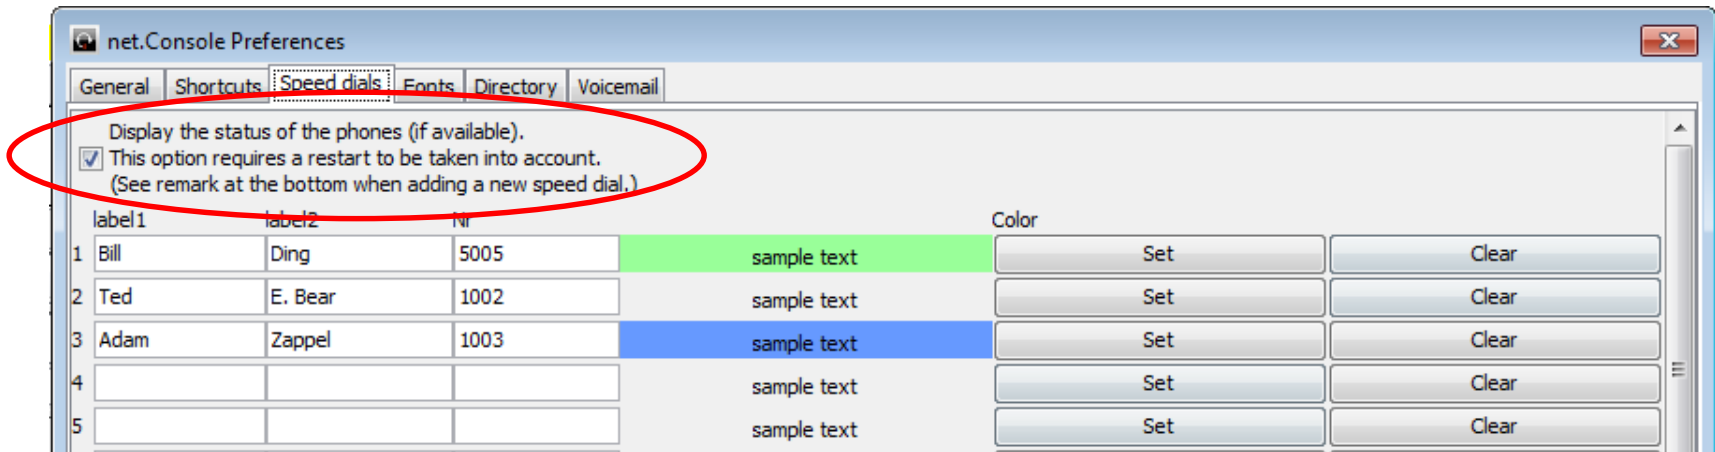 net.Console Preferences
General Shortcuts Speed dials Fonts Directory Voicemail
Display the status of the phones (if available).
This option requires a restart to be taken into account.
(See remark at the bottom when adding a new speed dial.)
label1 label2 Nr Color
1 Bill Ding 5005 sample text Set Clear
2 Ted E. Bear 1002 sample text Set Clear
3 Adam Zappel 1003 sample text Set Clear
4 sample text Set Clear
5 sample text Set Clear